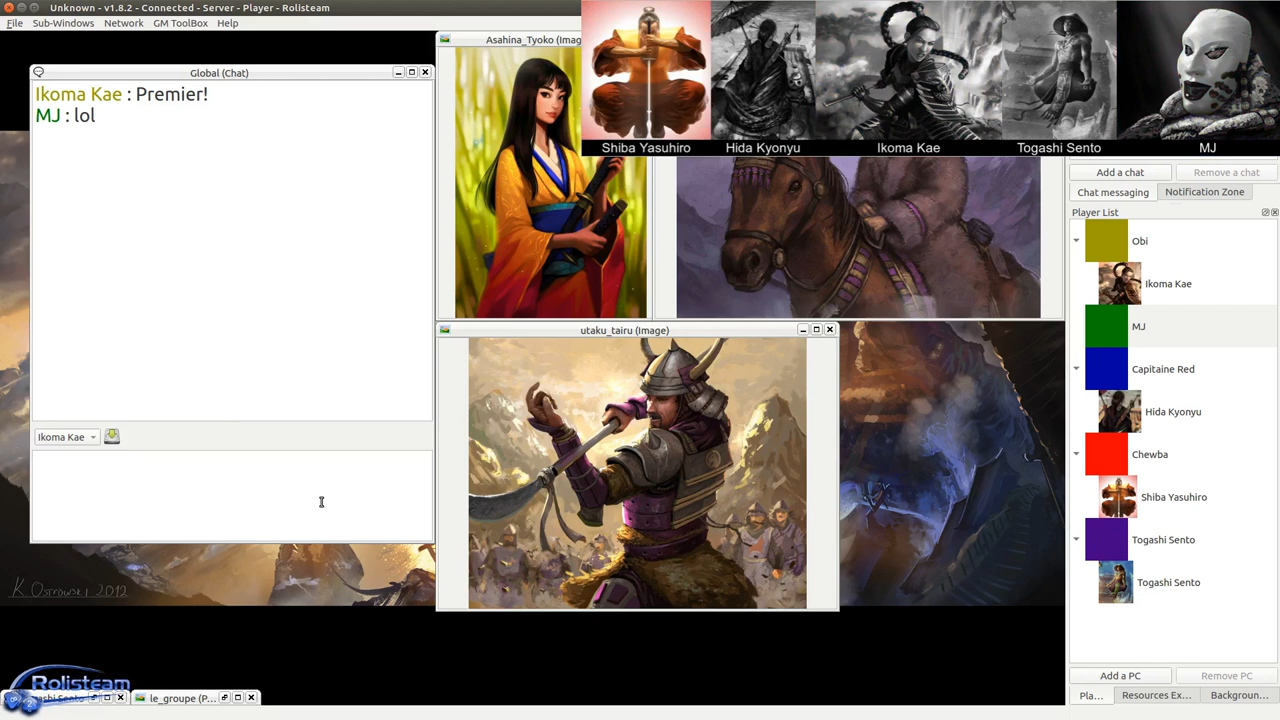 Unknown - v1.8.2 - Connected - Server - Player - Rolisteam
File Sub-Windows Network GM ToolBox Help
Shiba Yasuhiro Hida Kyonyu Ikoma Kae Togashi Sento MJ
Asahina_Tyoko (Imag
Global (Chat)
Ikoma Kae : Premier!
MJ : lol
Ikoma Kae
utaku_tairu (Image)
Add a chat Remove a chat
Chat messaging Notification Zone
Player List
Obi
Ikoma Kae
MJ
Capitaine Red
Hida Kyonyu
Chewba
Shiba Yasuhiro
Togashi Sento
Togashi Sento
Add a PC Remove PC
Pla... Resources Ex... Backgroun...
K Ostrowski 2012
Rolisteam
le_groupe (P...